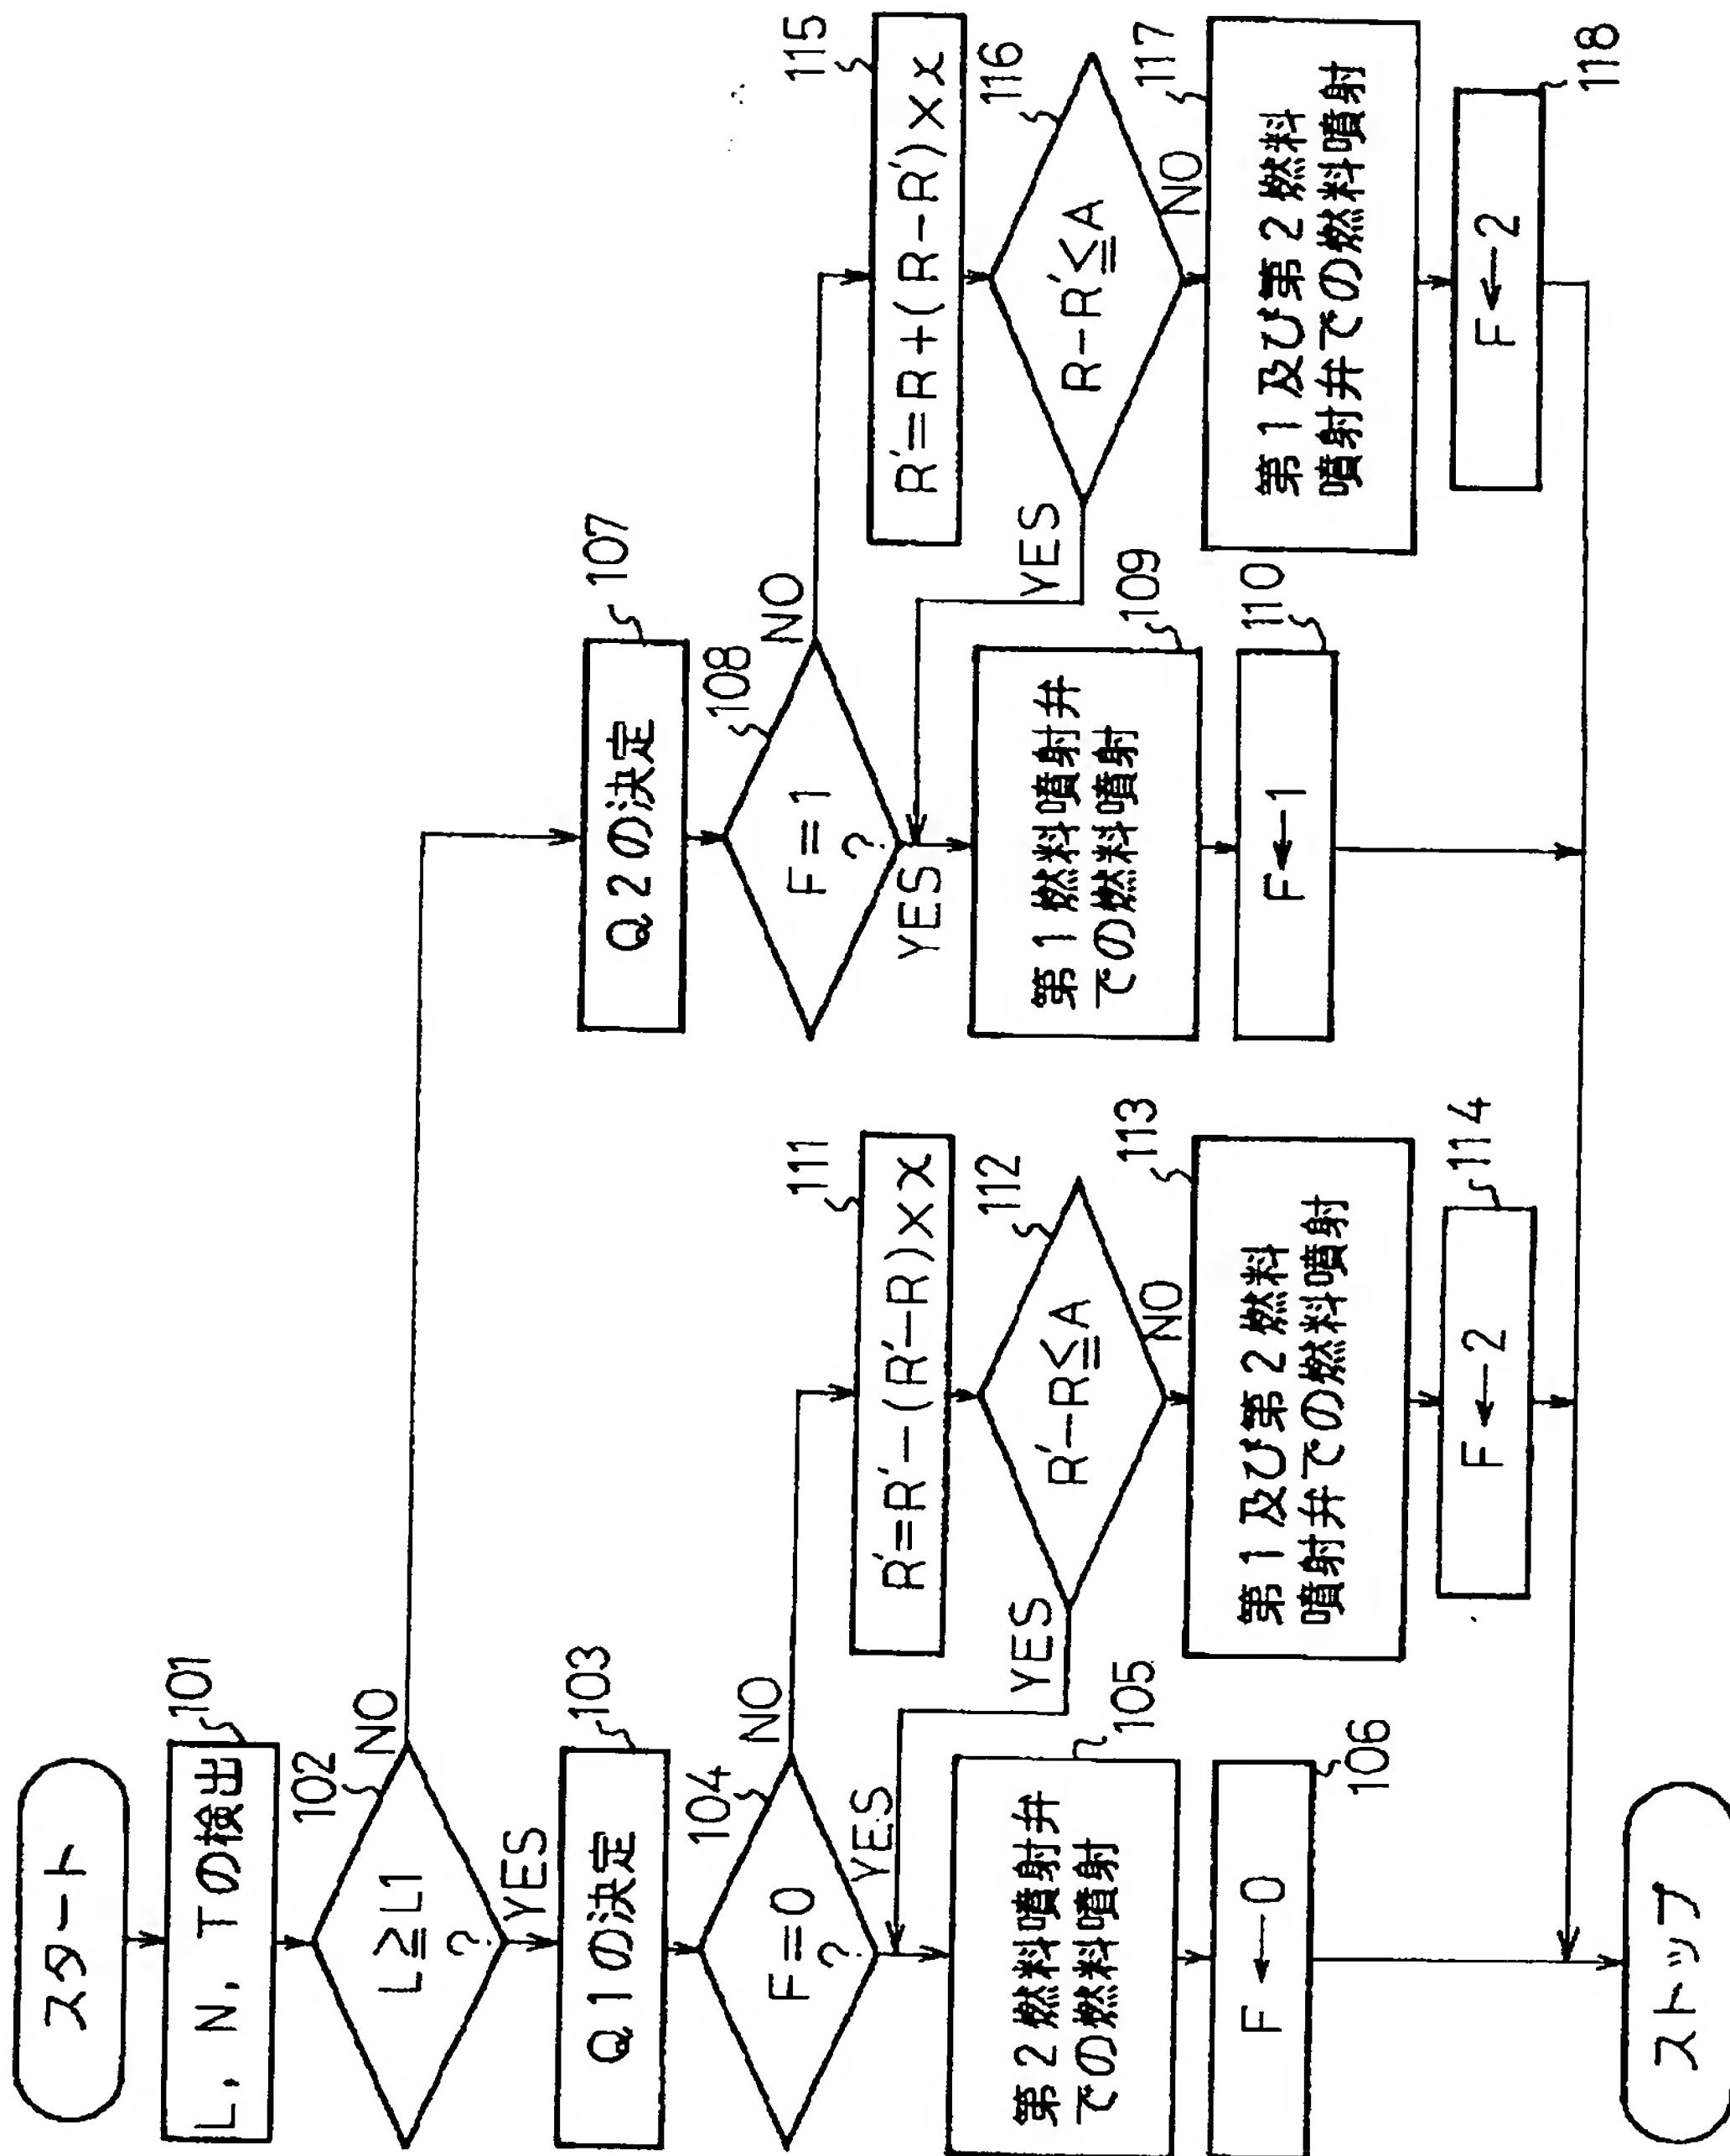 スタート
L, N, Tの検出
101
L≧L1
?
102
NO
YES
Q1の決定
103
F=0
?
104
NO
YES
第2燃料噴射弁
での燃料噴射
105
F←0
106
R'=R'-(R'-R)×x
111
R'-R≦A
112
YES
NO
第1及び第2燃料
噴射弁での燃料噴射
113
F←2
114
Q2の決定
107
F=1
?
108
NO
YES
第1燃料噴射弁
での燃料噴射
109
F←1
110
R'=R+(R-R')×x
115
R-R'≦A
116
YES
NO
第1及び第2燃料
噴射弁での燃料噴射
117
F←2
118
ストップ